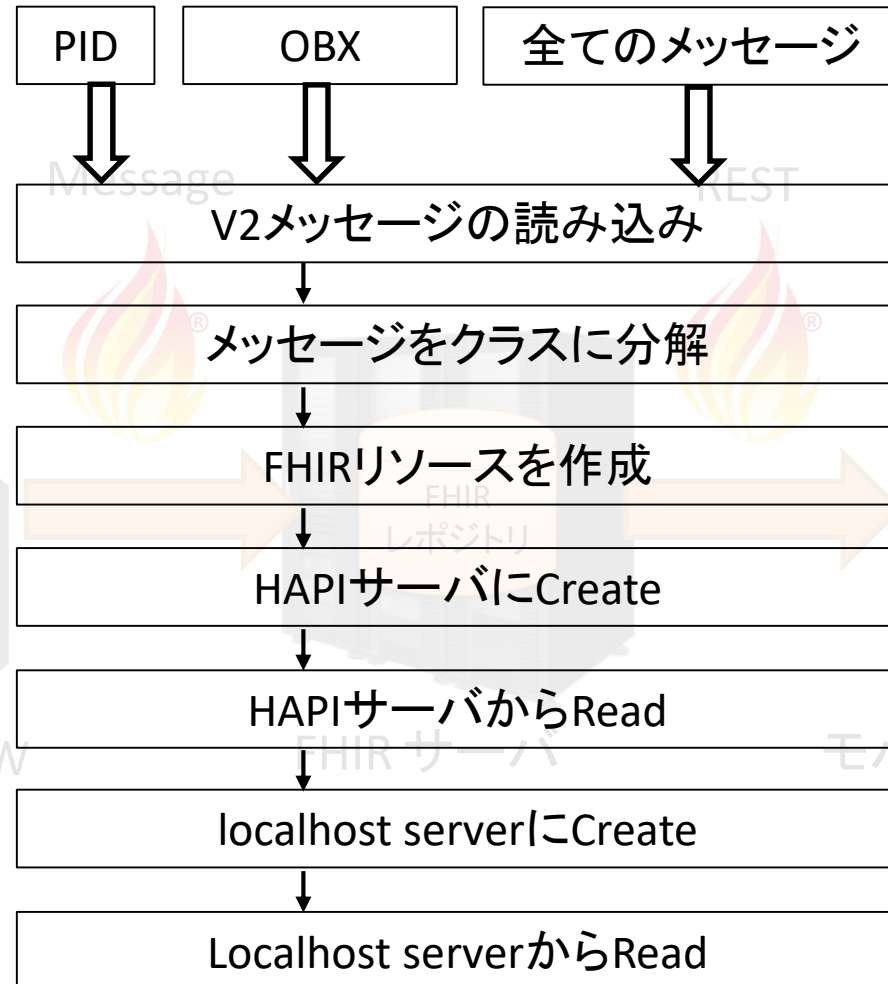 PID
OBX
全てのメッセージ
Message
REST
V2メッセージの読み込み
®
®
メッセージをクラスに分解
FHIRリソースを作成
FHIR
レポジトリ
HAPIサーバにCreate
HAPIサーバからRead
W
FHIR サーバ
モバ
localhost serverにCreate
Localhost serverからRead